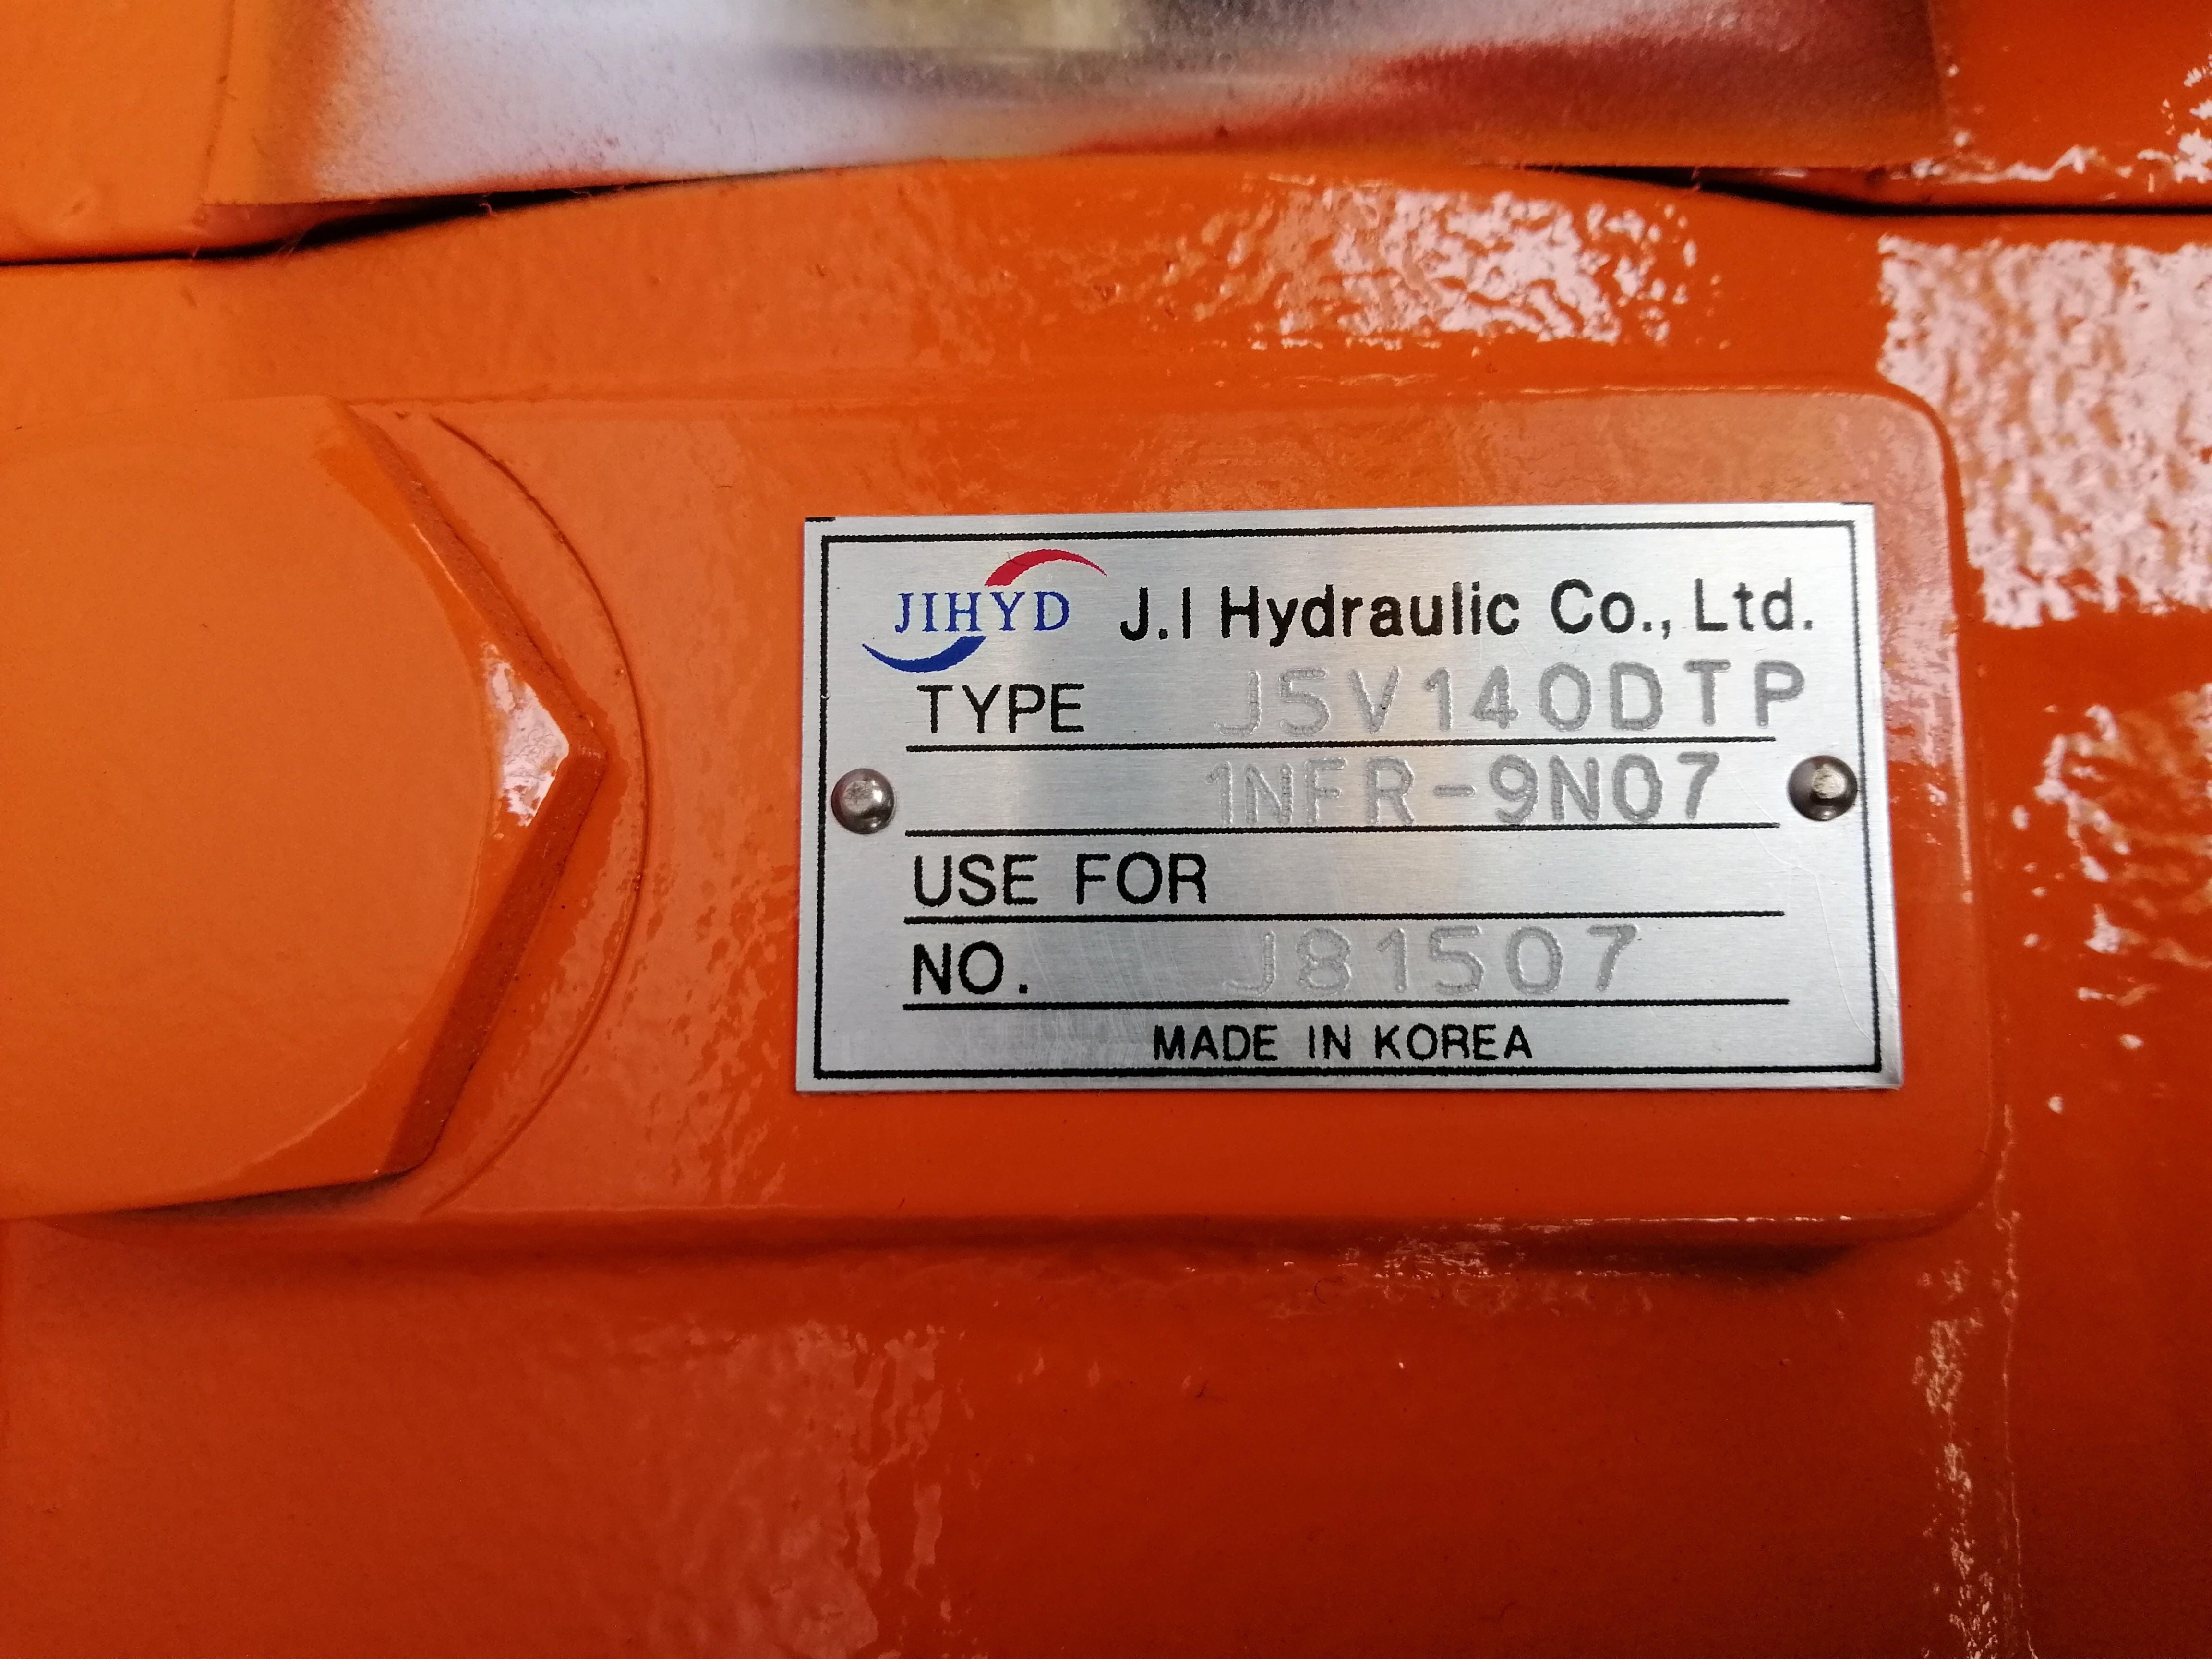 JIHYD J.I Hydraulic Co., Ltd.
TYPE J5V140DTP
1NFR-9N07
USE FOR
NO. J81507
MADE IN KOREA